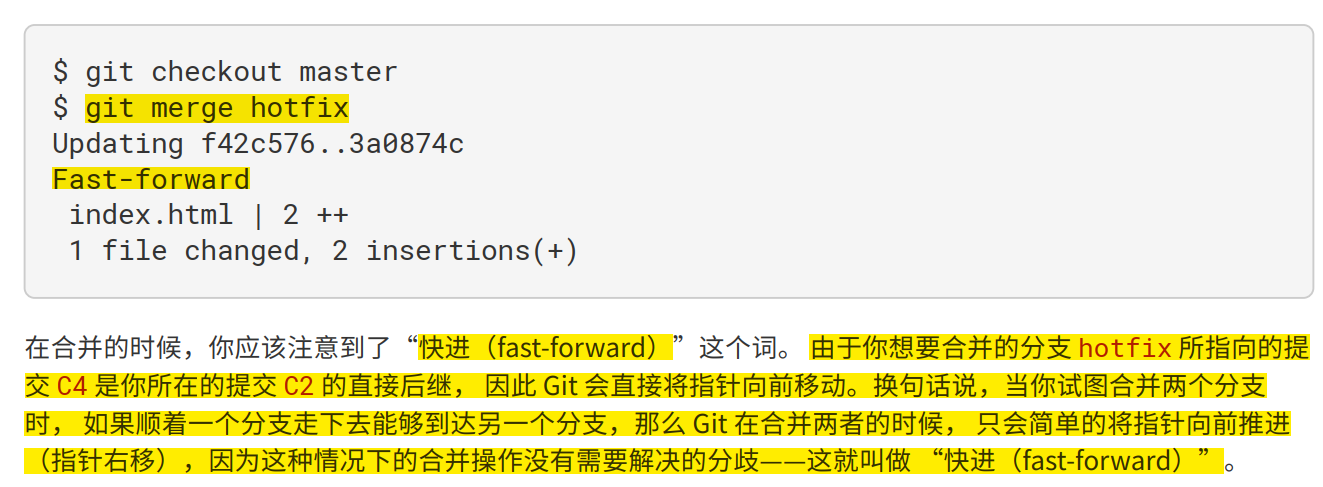 $ git checkout master
$ git merge hotfix
Updating f42c576..3a0874c
Fast-forward
 index.html | 2 ++
 1 file changed, 2 insertions(+)
在合并的时候，你应该注意到了“快进（fast-forward）”这个词。 由于你想要合并的分支 hotfix 所指向的提
交 C4 是你所在的提交 C2 的直接后继， 因此 Git 会直接将指针向前移动。换句话说，当你试图合并两个分支
时， 如果顺着一个分支走下去能够到达另一个分支，那么 Git 在合并两者的时候， 只会简单的将指针向前推进
（指针右移），因为这种情况下的合并操作没有需要解决的分歧——这就叫做 “快进（fast-forward）”。